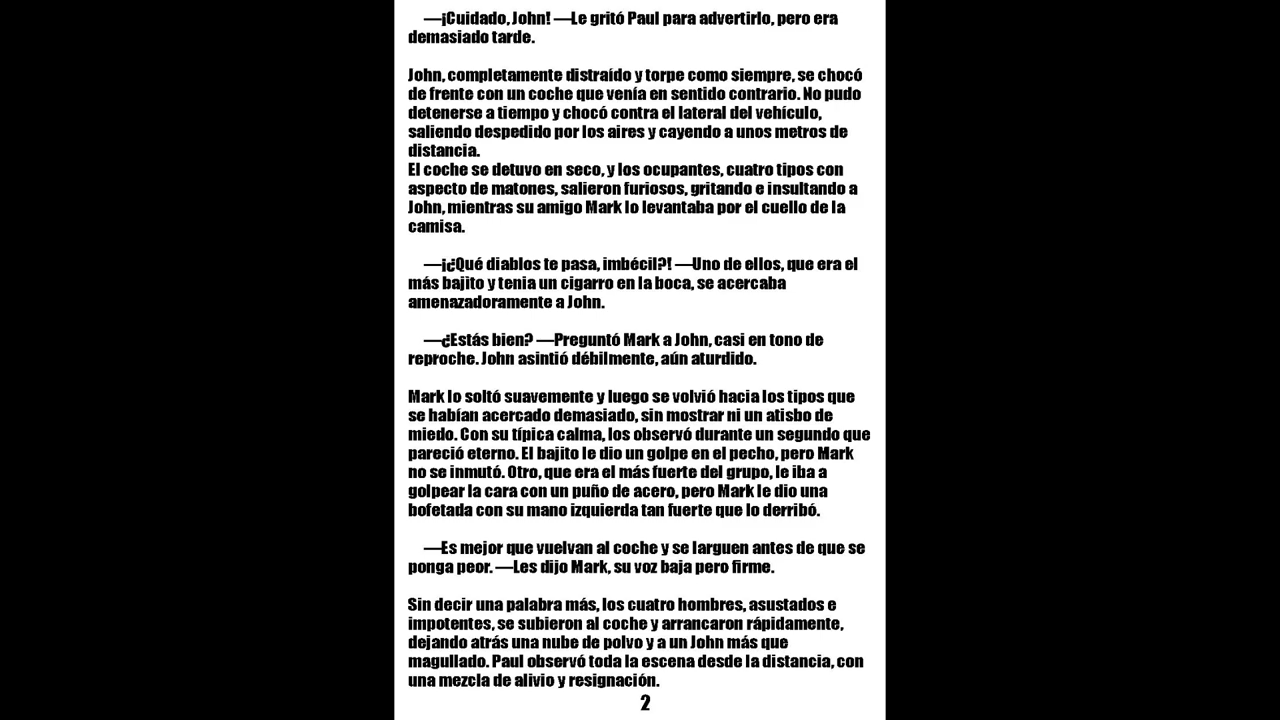 —¡Cuidado, John! —Le gritó Paul para advertirlo, pero era
demasiado tarde.
John, completamente distraído y torpe como siempre, se chocó
de frente con un coche que venía en sentido contrario. No pudo
detenerse a tiempo y chocó contra el lateral del vehículo,
saliendo despedido por los aires y cayendo a unos metros de
distancia.
El coche se detuvo en seco, y los ocupantes, cuatro tipos con
aspecto de matones, salieron furiosos, gritando e insultando a
John, mientras su amigo Mark lo levantaba por el cuello de la
camisa.
—¡¿Qué diablos te pasa, imbécil?! —Uno de ellos, que era el
más bajito y tenia un cigarro en la boca, se acercaba
amenazadoramente a John.
—¿Estás bien? —Preguntó Mark a John, casi en tono de
reproche. John asintió débilmente, aún aturdido.
Mark lo soltó suavemente y luego se volvió hacia los tipos que
se habían acercado demasiado, sin mostrar ni un atisbo de
miedo. Con su típica calma, los observó durante un segundo que
pareció eterno. El bajito le dio un golpe en el pecho, pero Mark
no se inmutó. Otro, que era el más fuerte del grupo, le iba a
golpear la cara con un puño de acero, pero Mark le dio una
bofetada con su mano izquierda tan fuerte que lo derribó.
—Es mejor que vuelvan al coche y se larguen antes de que se
ponga peor. —Les dijo Mark, su voz baja pero firme.
Sin decir una palabra más, los cuatro hombres, asustados e
impotentes, se subieron al coche y arrancaron rápidamente,
dejando atrás una nube de polvo y a un John más que
magullado. Paul observó toda la escena desde la distancia, con
una mezcla de alivio y resignación.
2